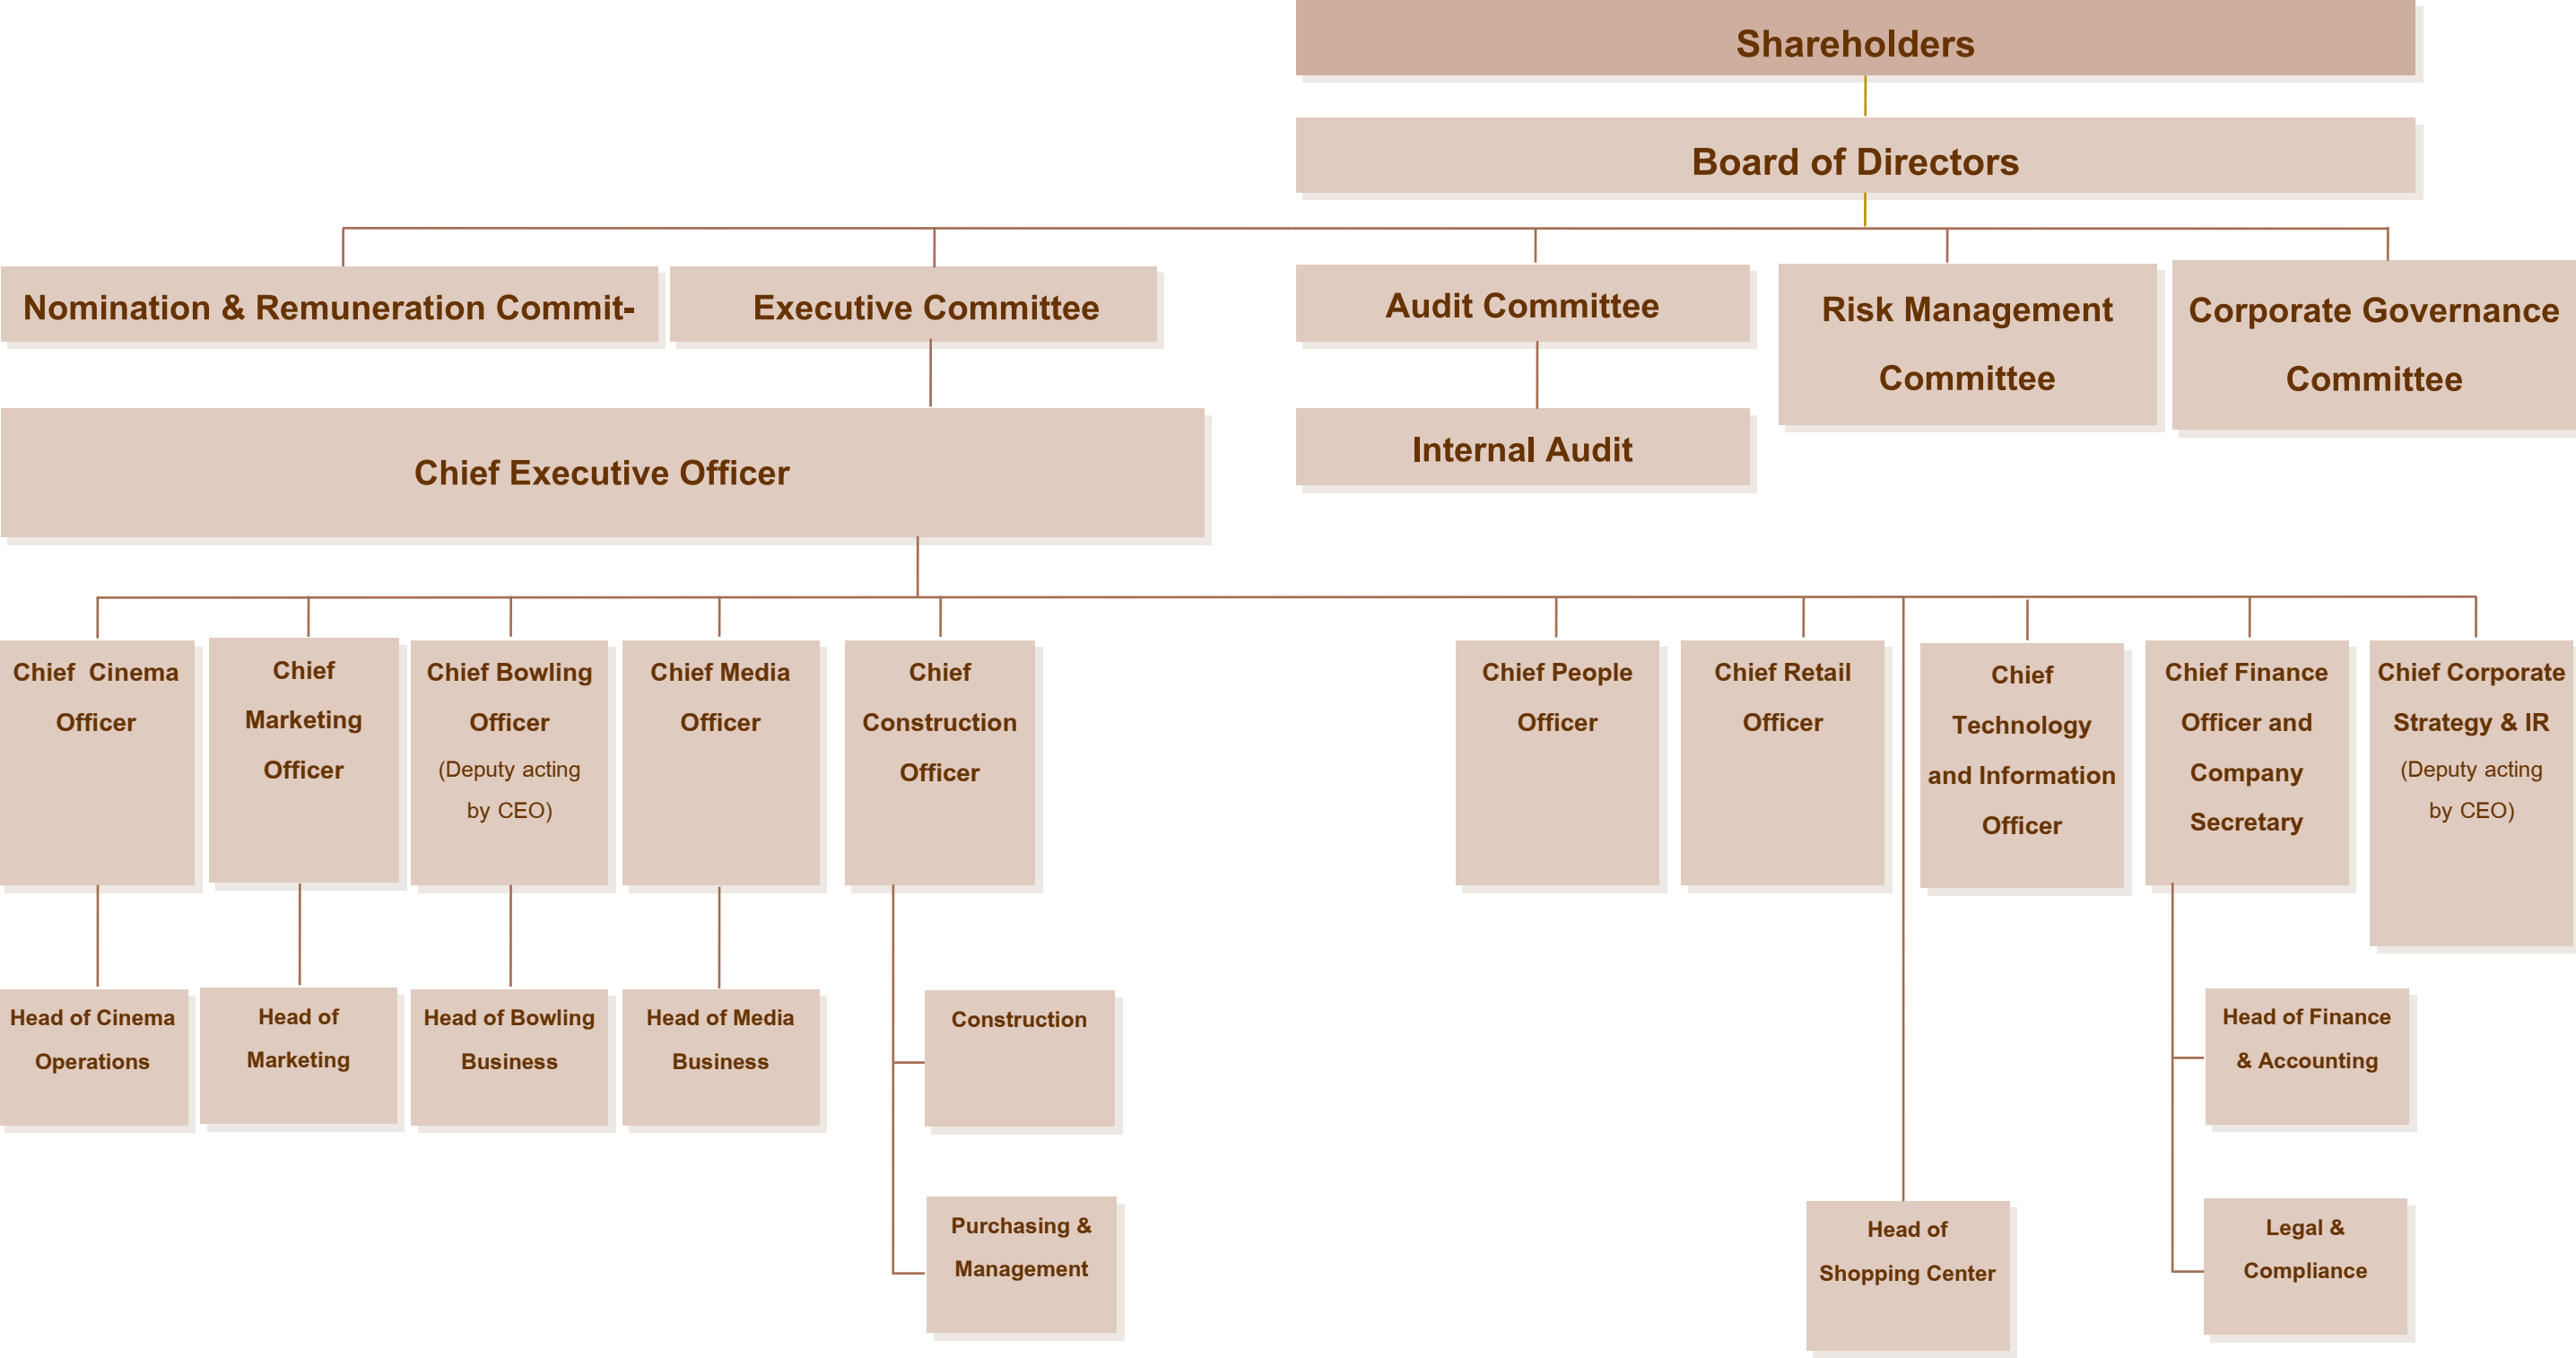 Shareholders
Board of Directors
Nomination & Remuneration Commit-
Executive Committee
Audit Committee
Risk Management
Committee
Corporate Governance
Committee
Chief Executive Officer
Internal Audit
Chief  Cinema
Officer
Chief
Marketing
Officer
Chief Bowling
Officer
(Deputy acting
by CEO)
Chief Media
Officer
Chief
Construction
Officer
Chief People
Officer
Chief Retail
Officer
Chief
Technology
and Information
Officer
Chief Finance
Officer and
Company
Secretary
Chief Corporate
Strategy & IR
(Deputy acting
by CEO)
Head of Cinema
Operations
Head of
Marketing
Head of Bowling
Business
Head of Media
Business
Construction
Head of Finance
& Accounting
Purchasing &
Management
Head of
Shopping Center
Legal &
Compliance